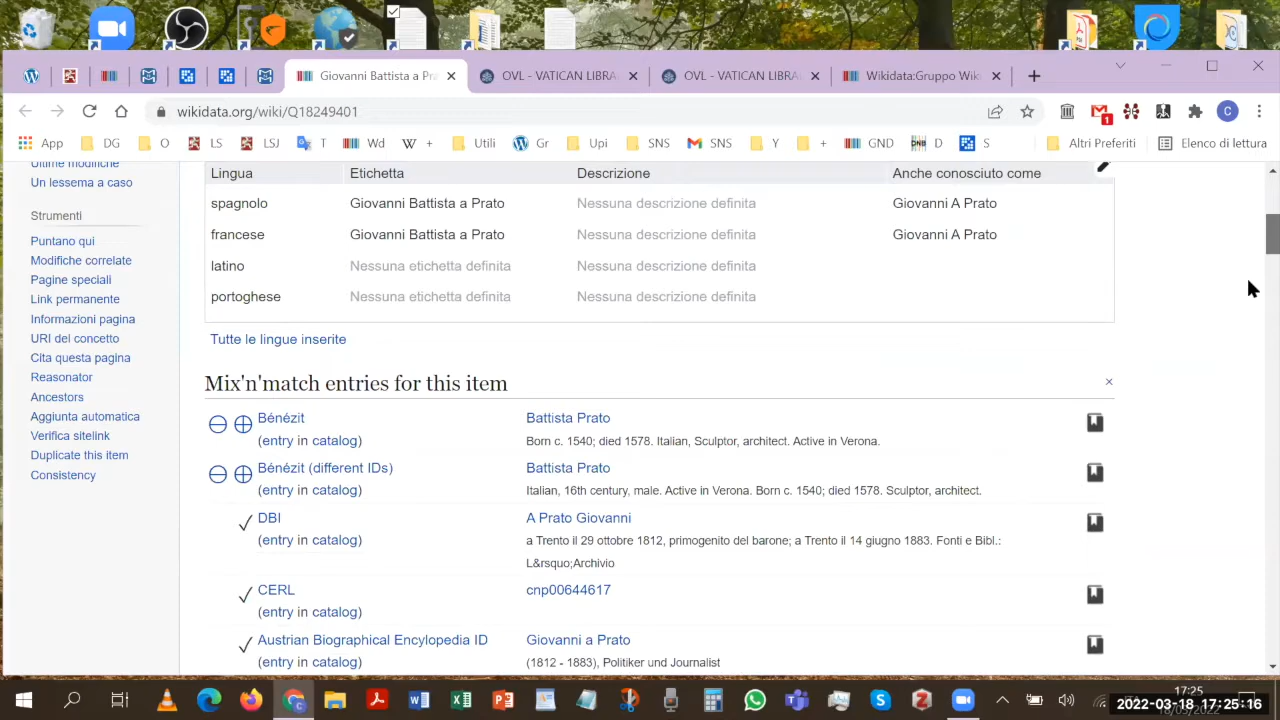 Giovanni Battista a Pra
OVL - VATICAN LIBRA
OVL - VATICAN LIBRA
Wikidata:Gruppo Wik
wikidata.org/wiki/Q18249401
1
C
App
DG
O
LS
LSJ
T
Wd
W +
Utili
Gr
Upi
SNS
SNS
Y
+
GND
DNB D
S
Altri Preferiti
Elenco di lettura
Ultime modifiche
Un lessema a caso
Strumenti
Puntano qui
Modifiche correlate
Pagine speciali
Link permanente
Informazioni pagina
URI del concetto
Cita questa pagina
Reasonator
Ancestors
Aggiunta automatica
Verifica sitelink
Duplicate this item
Consistency
Lingua Etichetta Descrizione Anche conosciuto come
spagnolo Giovanni Battista a Prato Nessuna descrizione definita Giovanni A Prato
francese Giovanni Battista a Prato Nessuna descrizione definita Giovanni A Prato
latino Nessuna etichetta definita Nessuna descrizione definita
portoghese Nessuna etichetta definita Nessuna descrizione definita
Tutte le lingue inserite
Mix'n'match entries for this item
Bénézit Battista Prato
(entry in catalog) Born c. 1540; died 1578. Italian, Sculptor, architect. Active in Verona.
Bénézit (different IDs) Battista Prato
(entry in catalog) Italian, 16th century, male. Active in Verona. Born c. 1540; died 1578. Sculptor, architect.
DBI A Prato Giovanni
(entry in catalog) a Trento il 29 ottobre 1812, primogenito del barone; a Trento il 14 giugno 1883. Fonti e Bibl.:
L&rsquo;Archivio
CERL cnp00644617
(entry in catalog)
Austrian Biographical Encylopedia ID Giovanni a Prato
(entry in catalog) (1812 - 1883), Politiker und Journalist
17:25
2022-03-18 17:25:16